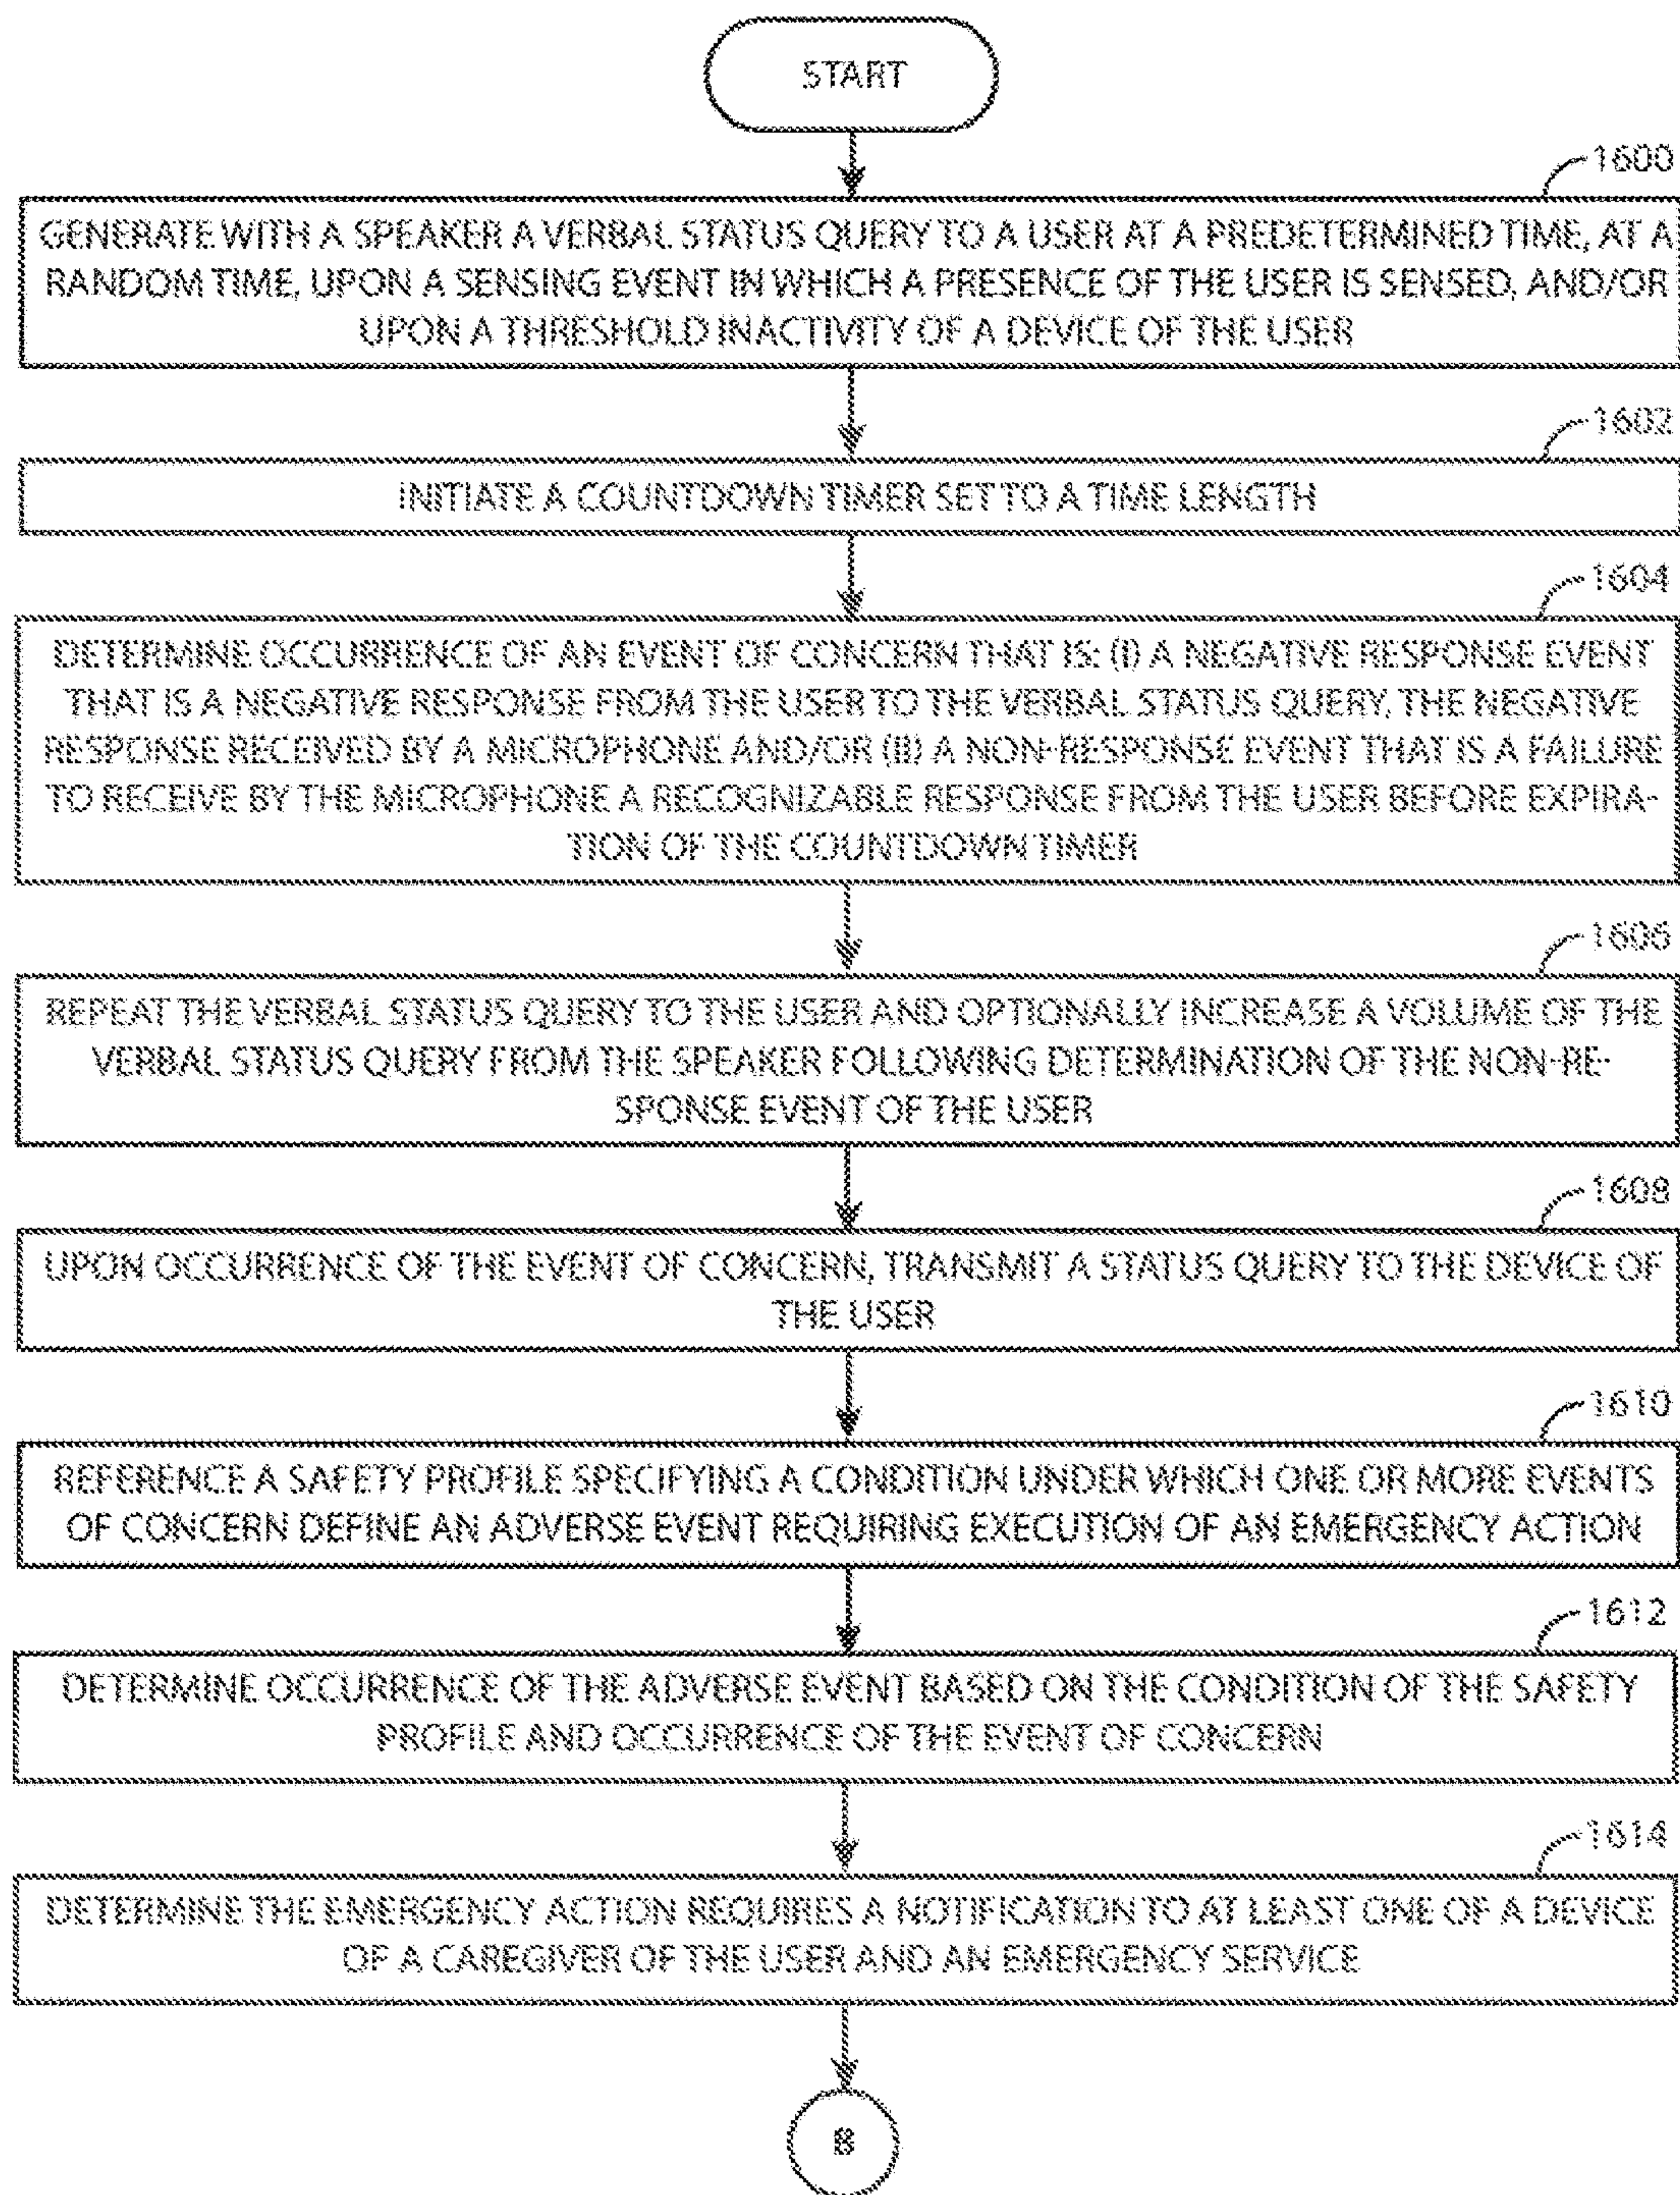 START
1600
GENERATE WITH A SPEAKER A VERBAL STATUS QUERY TO A USER AT A PREDETERMINED TIME, AT A
RANDOM TIME, UPON A SENSING EVENT IN WHICH A PRESENCE OF THE USER IS SENSED, AND/OR
UPON A THRESHOLD INACTIVITY OF A DEVICE OF THE USER
1602
INITIATE A COUNTDOWN TIMER SET TO A TIME LENGTH
1604
DETERMINE OCCURRENCE OF AN EVENT OF CONCERN THAT IS: (I) A NEGATIVE RESPONSE EVENT
THAT IS A NEGATIVE RESPONSE FROM THE USER TO THE VERBAL STATUS QUERY, THE NEGATIVE
RESPONSE RECEIVED BY A MICROPHONE AND/OR (II) A NON-RESPONSE EVENT THAT IS A FAILURE
TO RECEIVE BY THE MICROPHONE A RECOGNIZABLE RESPONSE FROM THE USER BEFORE EXPIRA-
TION OF THE COUNTDOWN TIMER
1606
REPEAT THE VERBAL STATUS QUERY TO THE USER AND OPTIONALLY INCREASE A VOLUME OF THE
VERBAL STATUS QUERY FROM THE SPEAKER FOLLOWING DETERMINATION OF THE NON-RE-
SPONSE EVENT OF THE USER
1608
UPON OCCURRENCE OF THE EVENT OF CONCERN, TRANSMIT A STATUS QUERY TO THE DEVICE OF
THE USER
1610
REFERENCE A SAFETY PROFILE SPECIFYING A CONDITION UNDER WHICH ONE OR MORE EVENTS
OF CONCERN DEFINE AN ADVERSE EVENT REQUIRING EXECUTION OF AN EMERGENCY ACTION
1612
DETERMINE OCCURRENCE OF THE ADVERSE EVENT BASED ON THE CONDITION OF THE SAFETY
PROFILE AND OCCURRENCE OF THE EVENT OF CONCERN
1614
DETERMINE THE EMERGENCY ACTION REQUIRES A NOTIFICATION TO AT LEAST ONE OF A DEVICE
OF A CAREGIVER OF THE USER AND AN EMERGENCY SERVICE
B